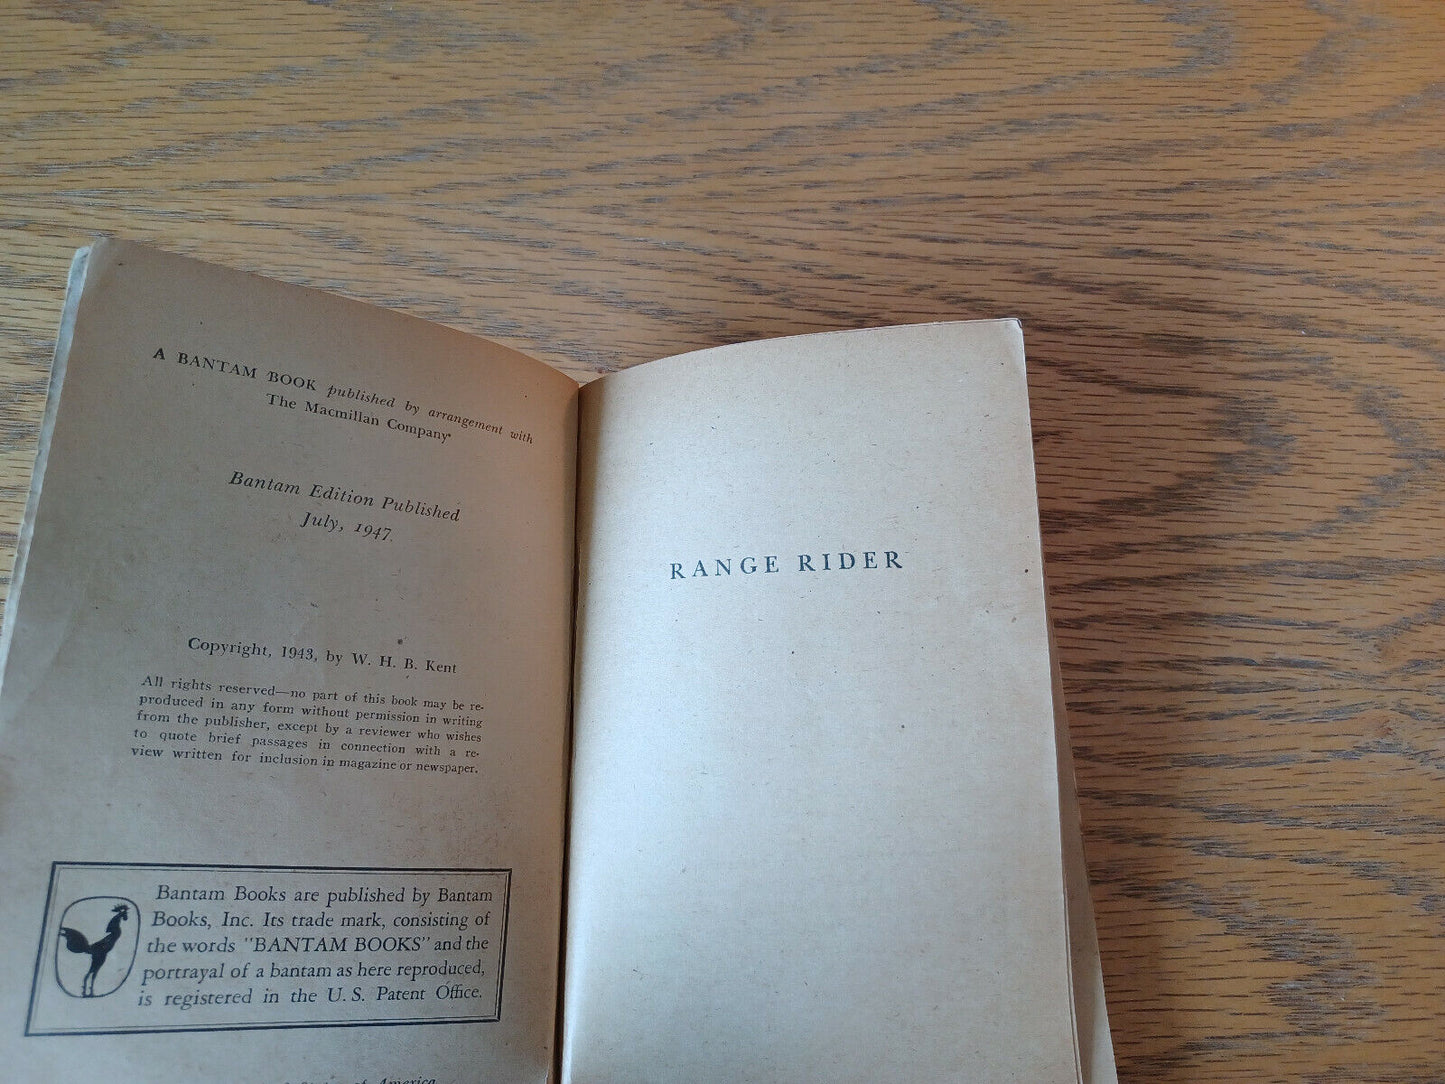 A BANTAM BOOK published by arrangement with
The Macmillan Company
Bantam Edition Published
July, 1947
Copyright, 1943, by W. H. B. Kent
All rights reserved—no part of this book may be re-
produced in any form without permission in writing
from the publisher, except by a reviewer who wishes
to quote brief passages in connection with a re-
view written for inclusion in magazine or newspaper.
Bantam Books are published by Bantam
Books, Inc. Its trade mark, consisting of
the words "BANTAM BOOKS" and the
portrayal of a bantam as here reproduced,
is registered in the U. S. Patent Office.
of America
RANGE RIDER